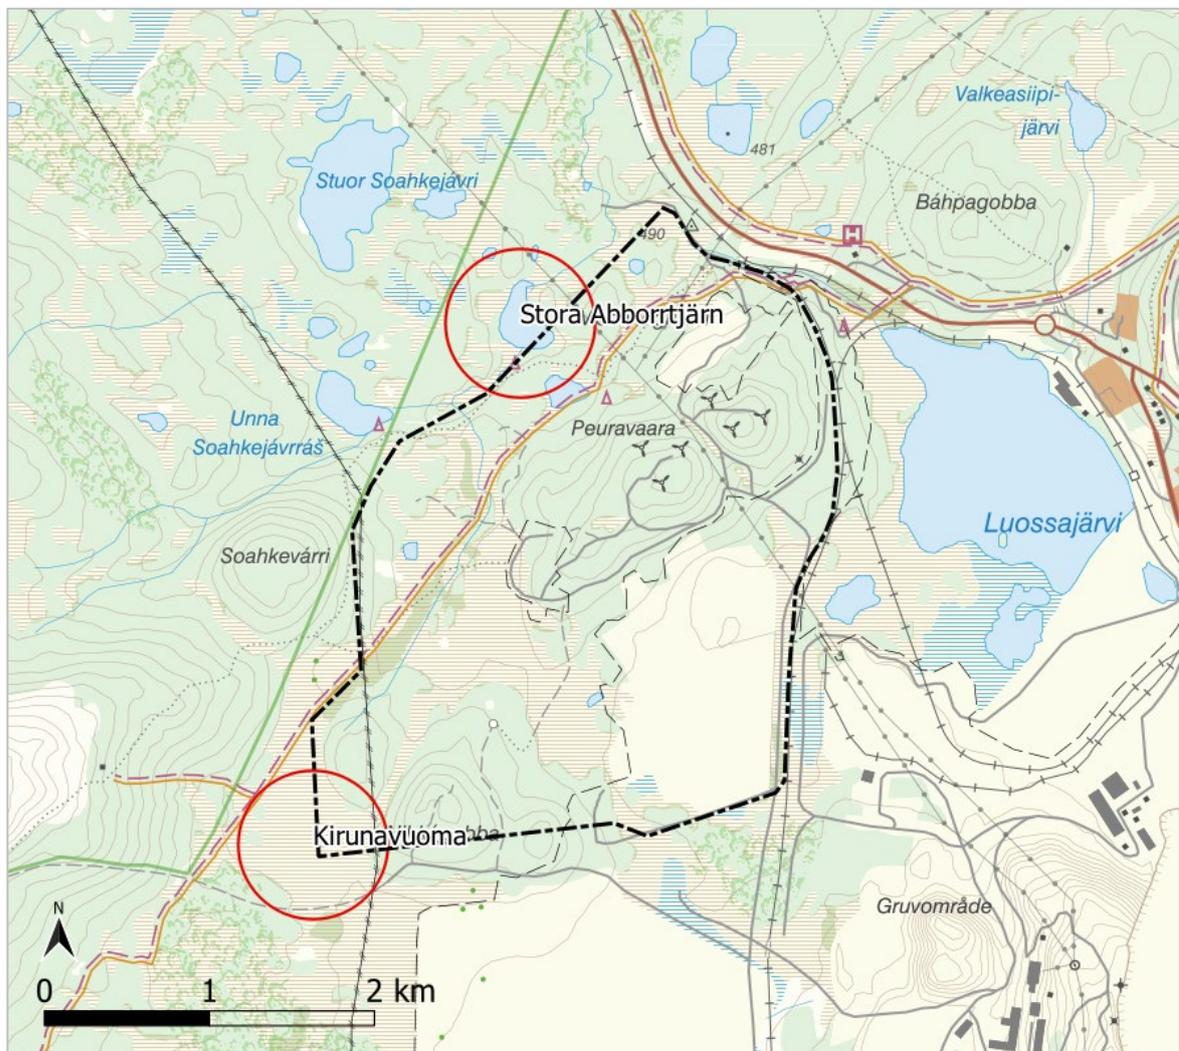 Valkeasiipi-
järvi
481
Stuor Soahkejávri
Báhpagobba
490
H
Stora Abborrtjärn
Unna
Soahkejávrráš
Peuravaara
Luossajärvi
Soahkevárri
Kirunavuoma
Gruvområde
N
0 1 2 km